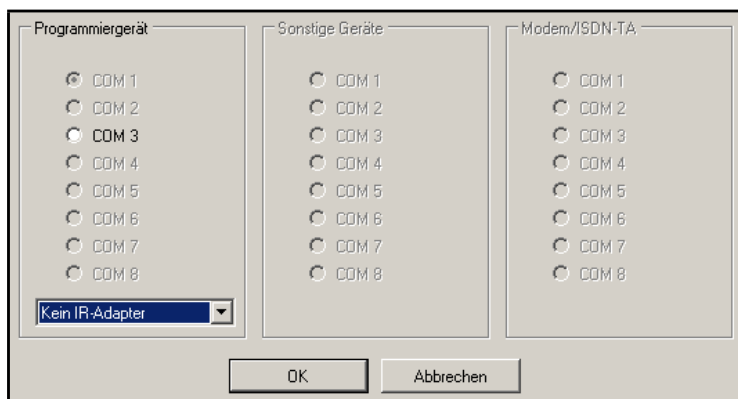 Programmiergerät
COM 1
COM 2
COM 3
COM 4
COM 5
COM 6
COM 7
COM 8
Kein IR-Adapter
Sonstige Geräte
COM 1
COM 2
COM 3
COM 4
COM 5
COM 6
COM 7
COM 8
Modem/ISDN-TA
COM 1
COM 2
COM 3
COM 4
COM 5
COM 6
COM 7
COM 8
OK
Abbrechen